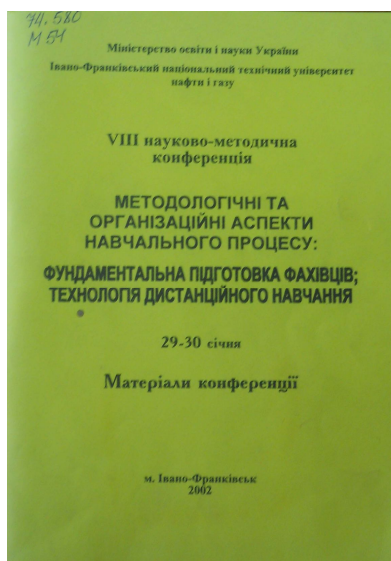 74.580
М 54
Міністерство освіти і науки України
Івано-Франківський національний технічний університет
нафти і газу
VIII науково-методична
конференція
МЕТОДОЛОГІЧНІ ТА
ОРГАНІЗАЦІЙНІ АСПЕКТИ
НАВЧАЛЬНОГО ПРОЦЕСУ:
ФУНДАМЕНТАЛЬНА ПІДГОТОВКА ФАХІВЦІВ;
ТЕХНОЛОГІЯ ДИСТАНЦІЙНОГО НАВЧАННЯ
29-30 січня
Матеріали конференції
м. Івано-Франківськ
2002